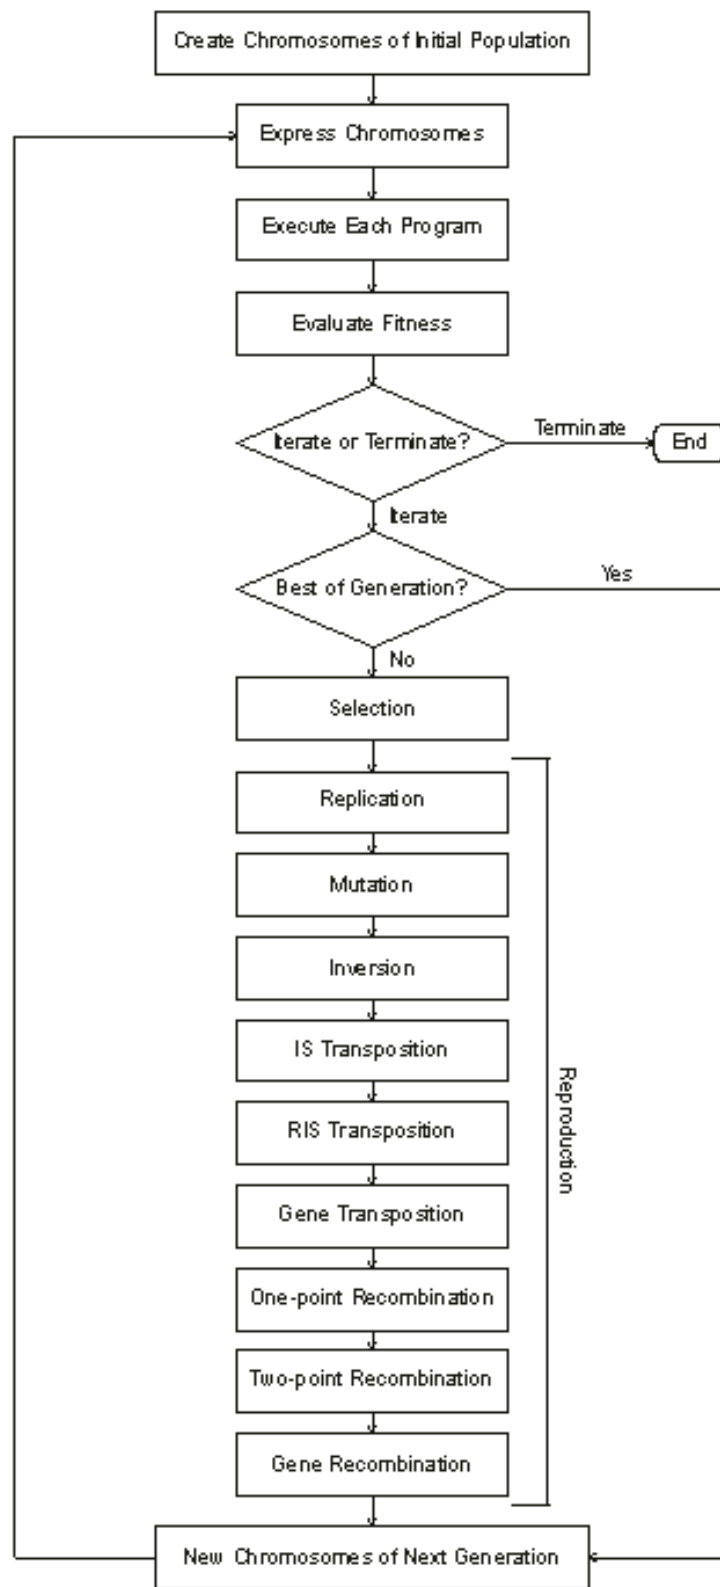 Create Chromosomes of Initial Population
Express Chromosomes
Execute Each Program
Evaluate Fitness
Iterate or Terminate?
Terminate
End
Iterate
Best of Generation?
Yes
No
Selection
Replication
Mutation
Inversion
IS Transposition
RIS Transposition
Gene Transposition
One-point Recombination
Two-point Recombination
Gene Recombination
Reproduction
New Chromosomes of Next Generation